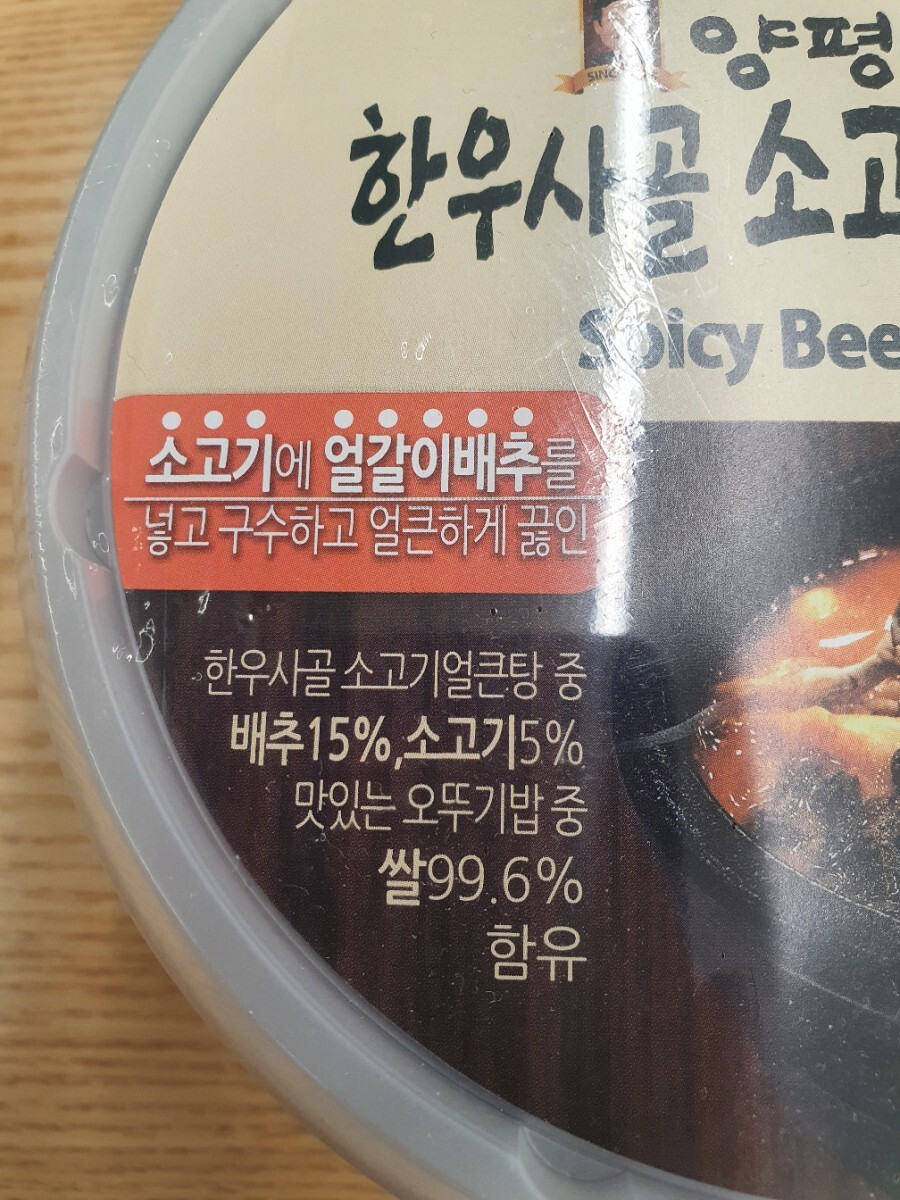 양평
한우사골 소고
Spicy Bee
소고기에 얼갈이배추를
넣고 구수하고 얼큰하게 끓인
한우사골 소고기얼큰탕 중
배추15%,소고기5%
맛있는 오뚜기밥 중
쌀99.6%
함유